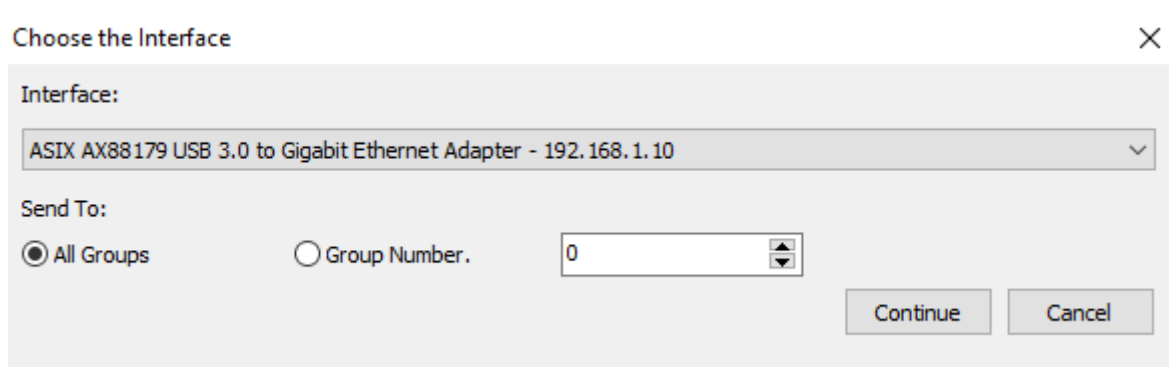 Choose the Interface
Interface:
ASIX AX88179 USB 3.0 to Gigabit Ethernet Adapter - 192.168.1.10
Send To:
All Groups Group Number. 0
Continue Cancel